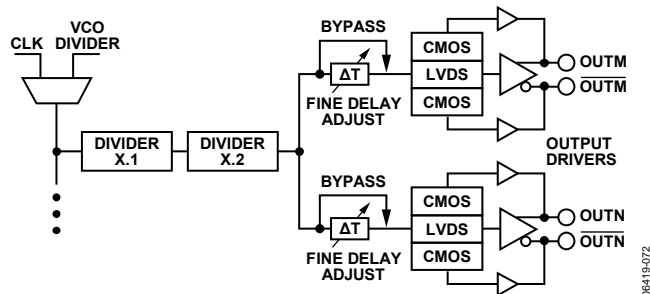 VCO
CLK DIVIDER
DIVIDER
X.1
DIVIDER
X.2
BYPASS
ΔT
FINE DELAY
ADJUST
CMOS
LVDS
CMOS
OUTM
OUTM
OUTPUT
DRIVERS
BYPASS
ΔT
FINE DELAY
ADJUST
CMOS
LVDS
CMOS
OUTN
OUTN
06419-072